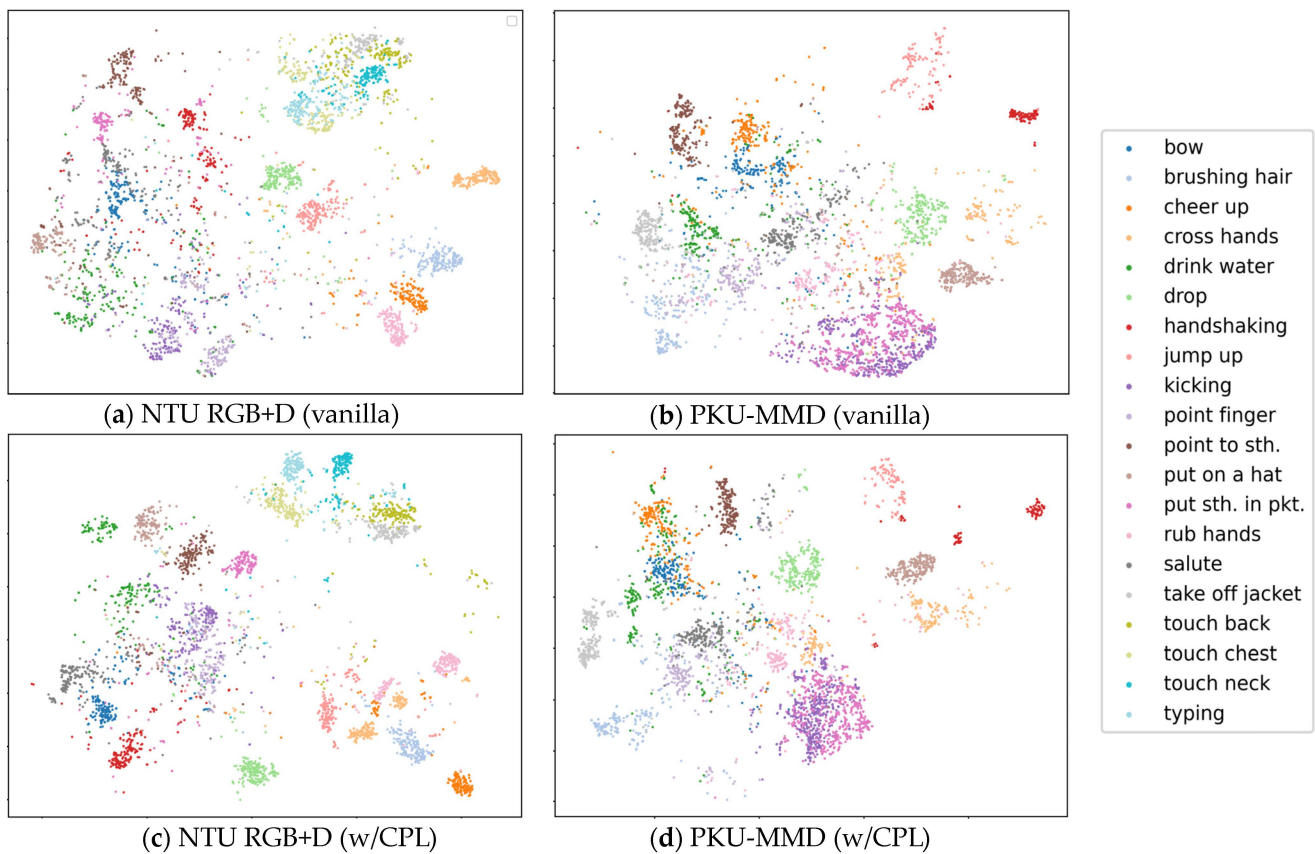 (a) NTU RGB+D (vanilla)
(b) PKU-MMD (vanilla)
(c) NTU RGB+D (w/CPL)
(d) PKU-MMD (w/CPL)
bow
brushing hair
cheer up
cross hands
drink water
drop
handshaking
jump up
kicking
point finger
point to sth.
put on a hat
put sth. in pkt.
rub hands
salute
take off jacket
touch back
touch chest
touch neck
typing